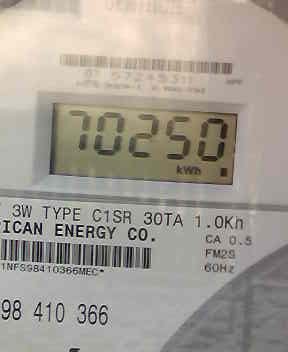 70250
kWh
3W TYPE C1SR 30TA 1.0Kh
ICAN ENERGY CO.
CA 0.5
FM2S
60Hz
1NFS98410366MEC*
98 410 366